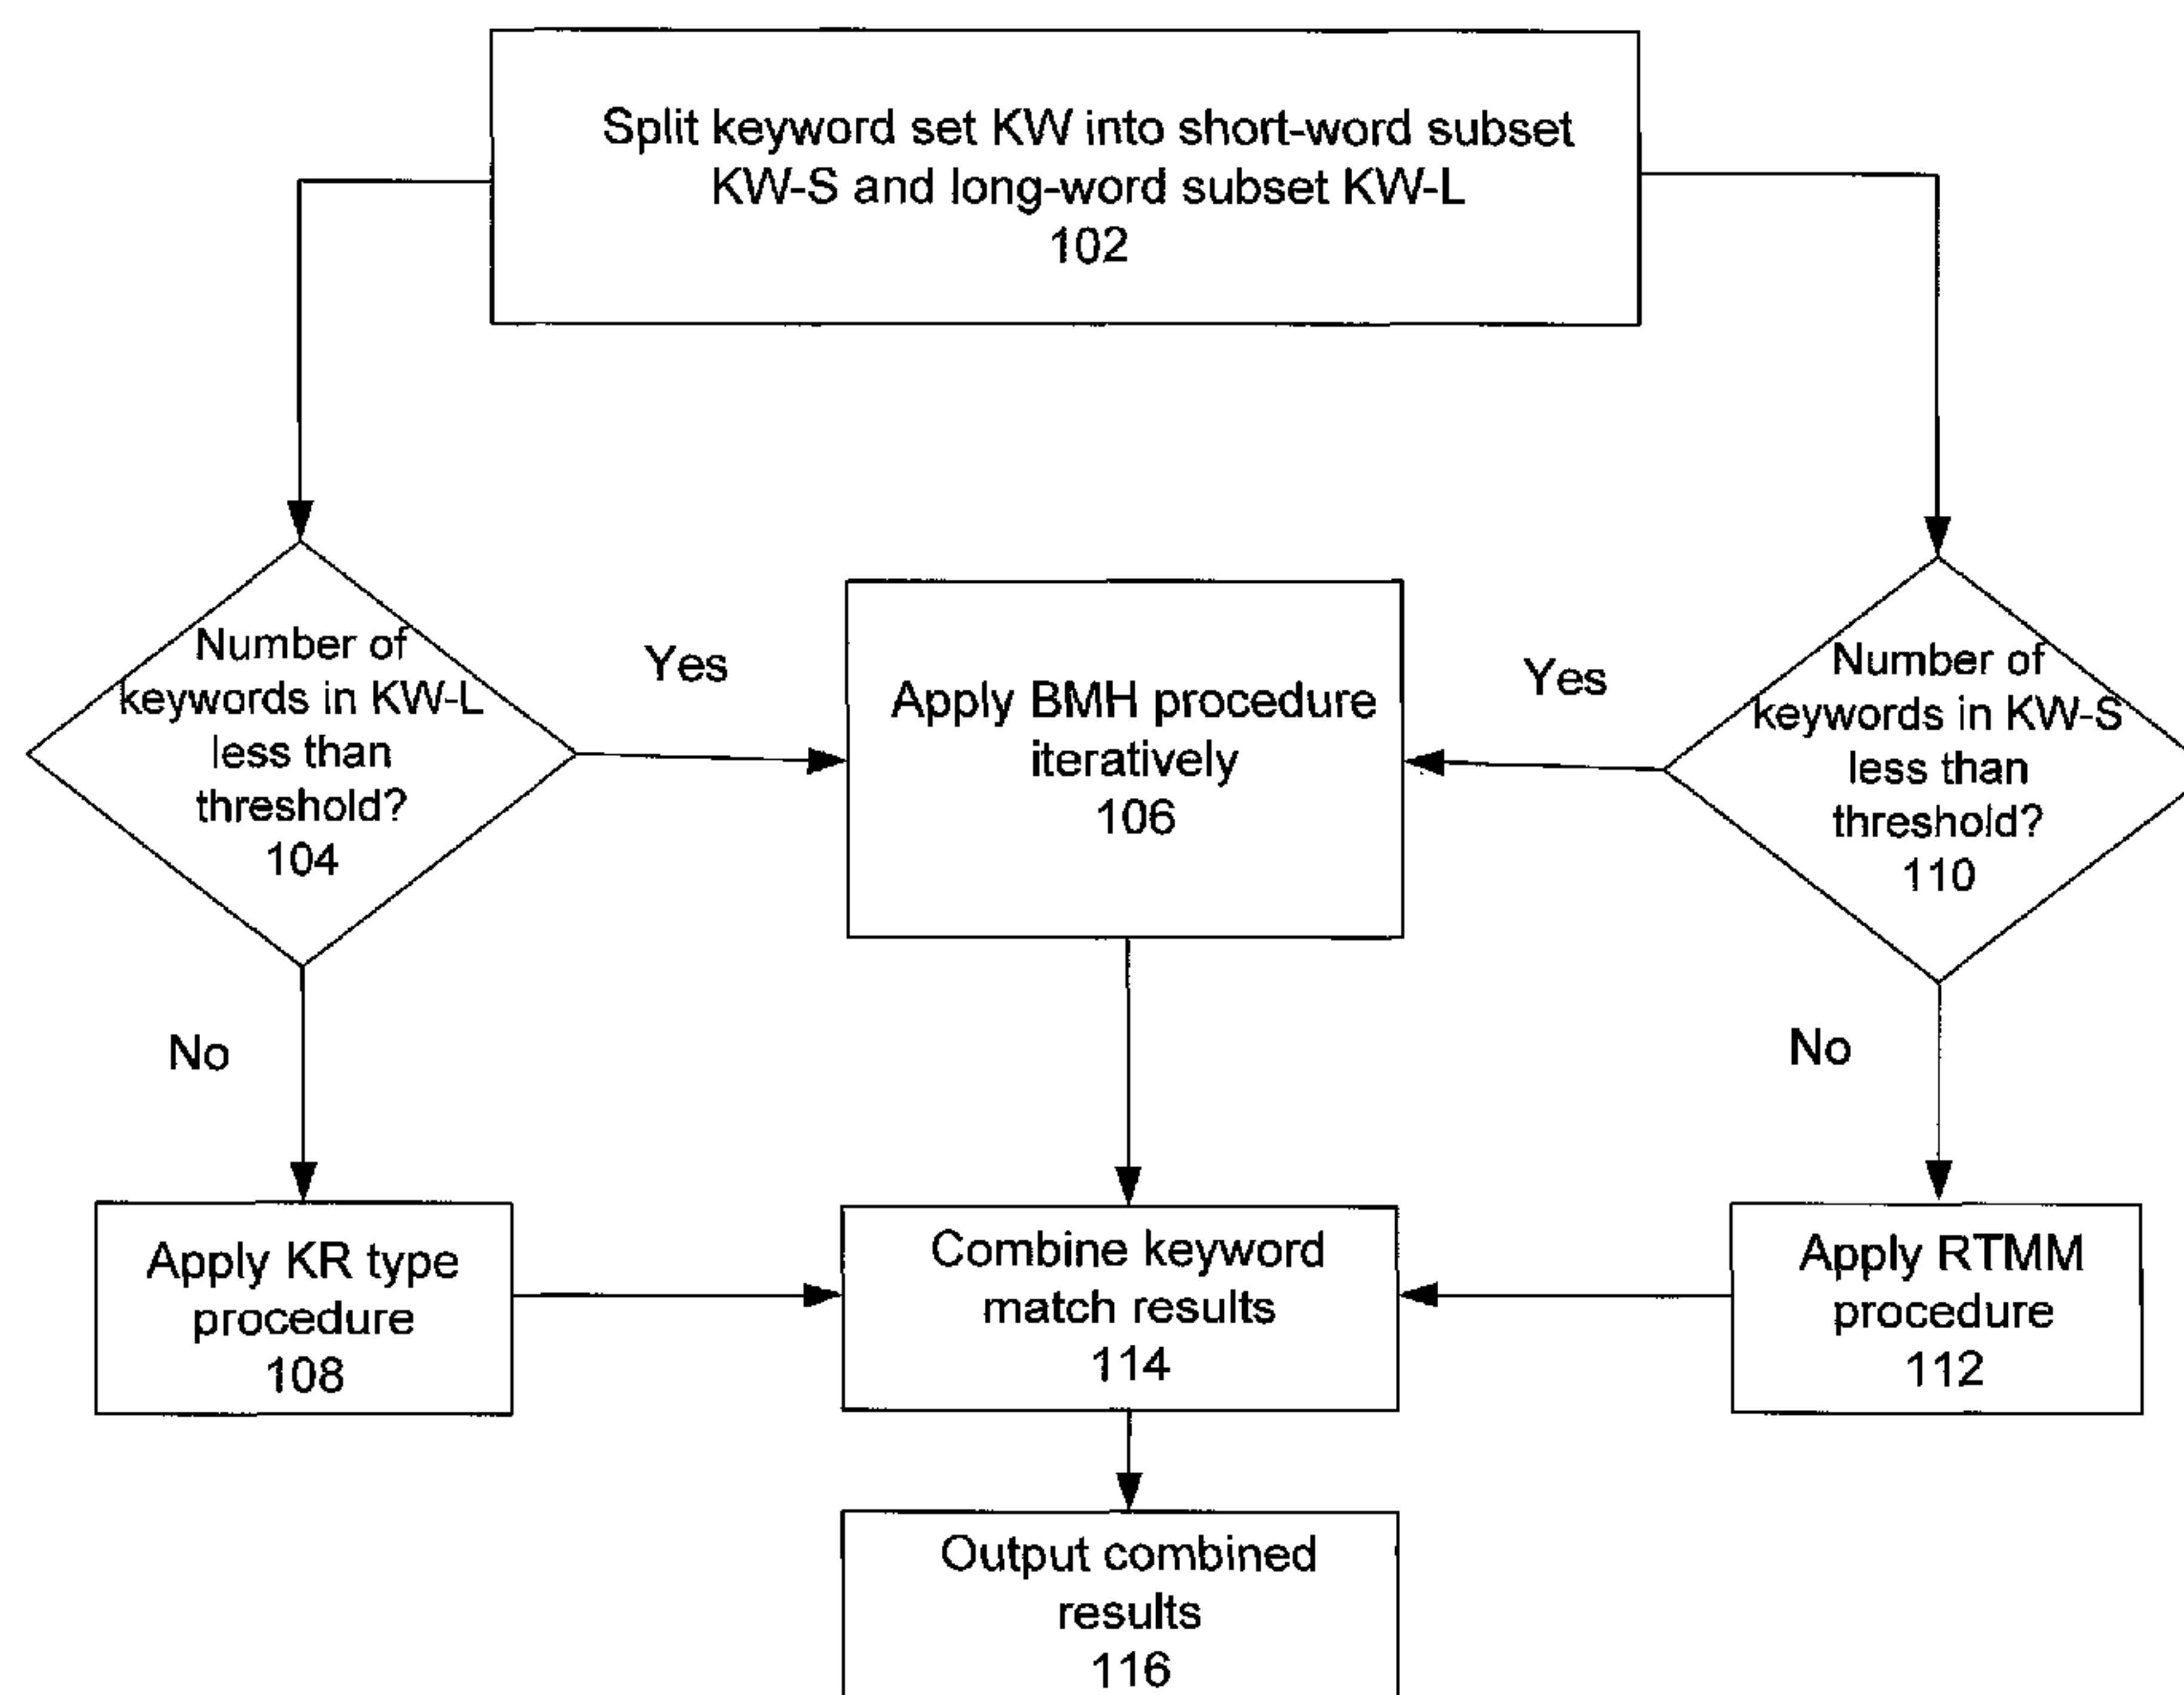 Split keyword set KW into short-word subset
KW-S and long-word subset KW-L
102
Number of
keywords in KW-L
less than
threshold?
104
Yes
Apply BMH procedure
iteratively
106
Yes
Number of
keywords in KW-S
less than
threshold?
110
No
No
Apply KR type
procedure
108
Combine keyword
match results
114
Apply RTMM
procedure
112
Output combined
results
116